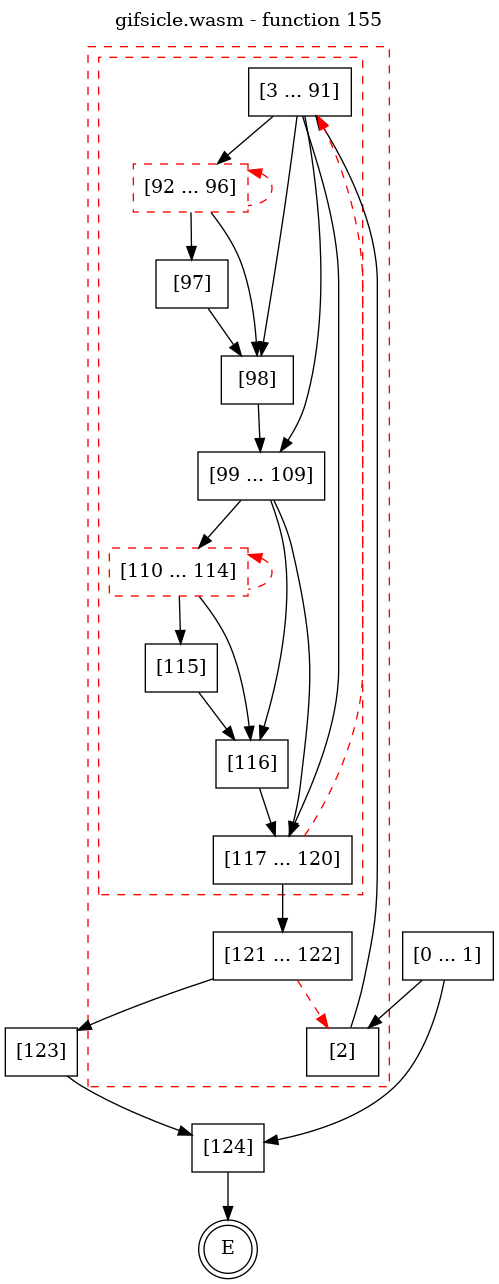 gifsicle.wasm - function 155
[3 ... 91]
[92 ... 96]
[97]
[98]
[99 ... 109]
[110 ... 114]
[115]
[116]
[117 ... 120]
[121 ... 122]
[0 ... 1]
[123]
[2]
[124]
E